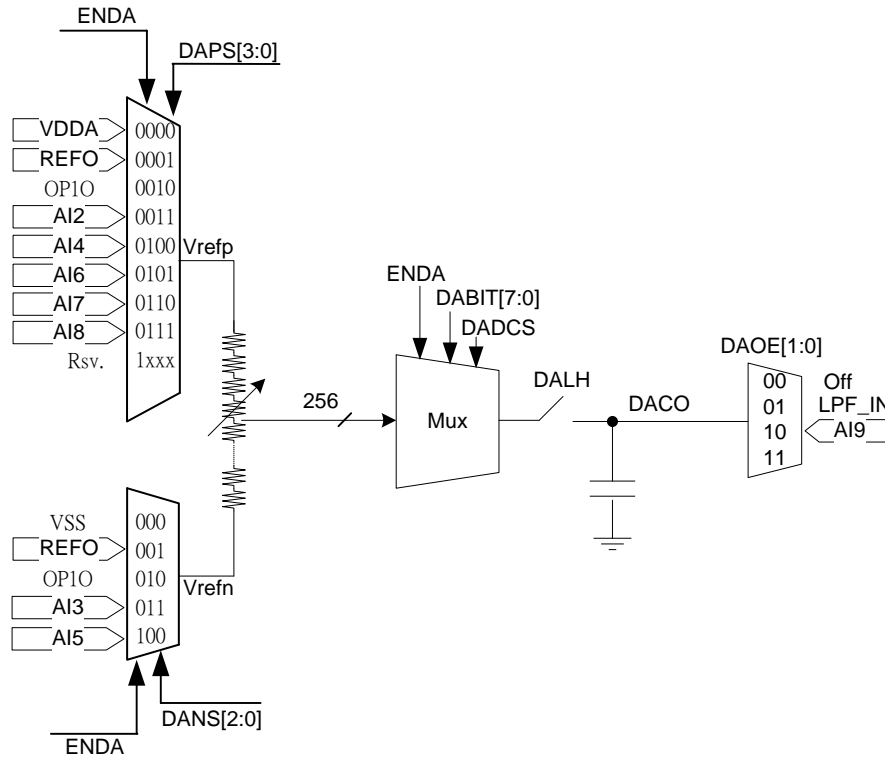 ENDA
DAPS[3:0]
VDDA 0000
REFO 0001
OP1O 0010
AI2 0011
AI4 0100 Vrefp
AI6 0101
AI7 0110
AI8 0111
Rsv. 1xxx
VSS 000
REFO 001
OP1O 010 Vrefn
AI3 011
AI5 100
DANS[2:0]
ENDA
256
ENDA
DABIT[7:0]
DADCS
Mux
DALH
DACO
DAOE[1:0]
00 Off
01 LPF_IN
10 AI9
11